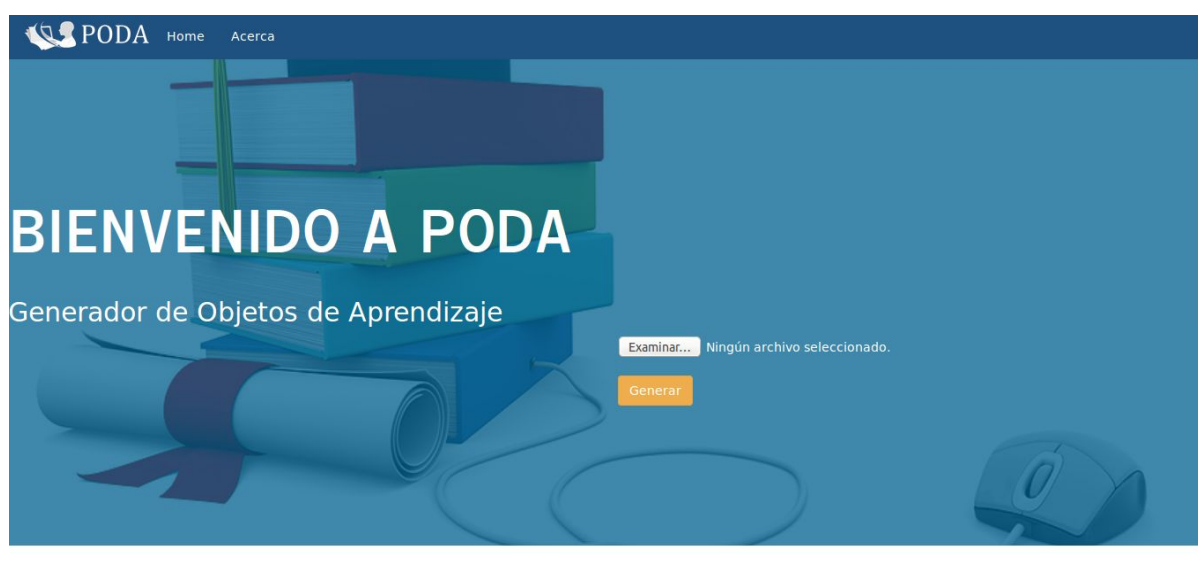 PODA Home Acerca
BIENVENIDO A PODA
Generador de Objetos de Aprendizaje
Examinar... Ningún archivo seleccionado.
Generar